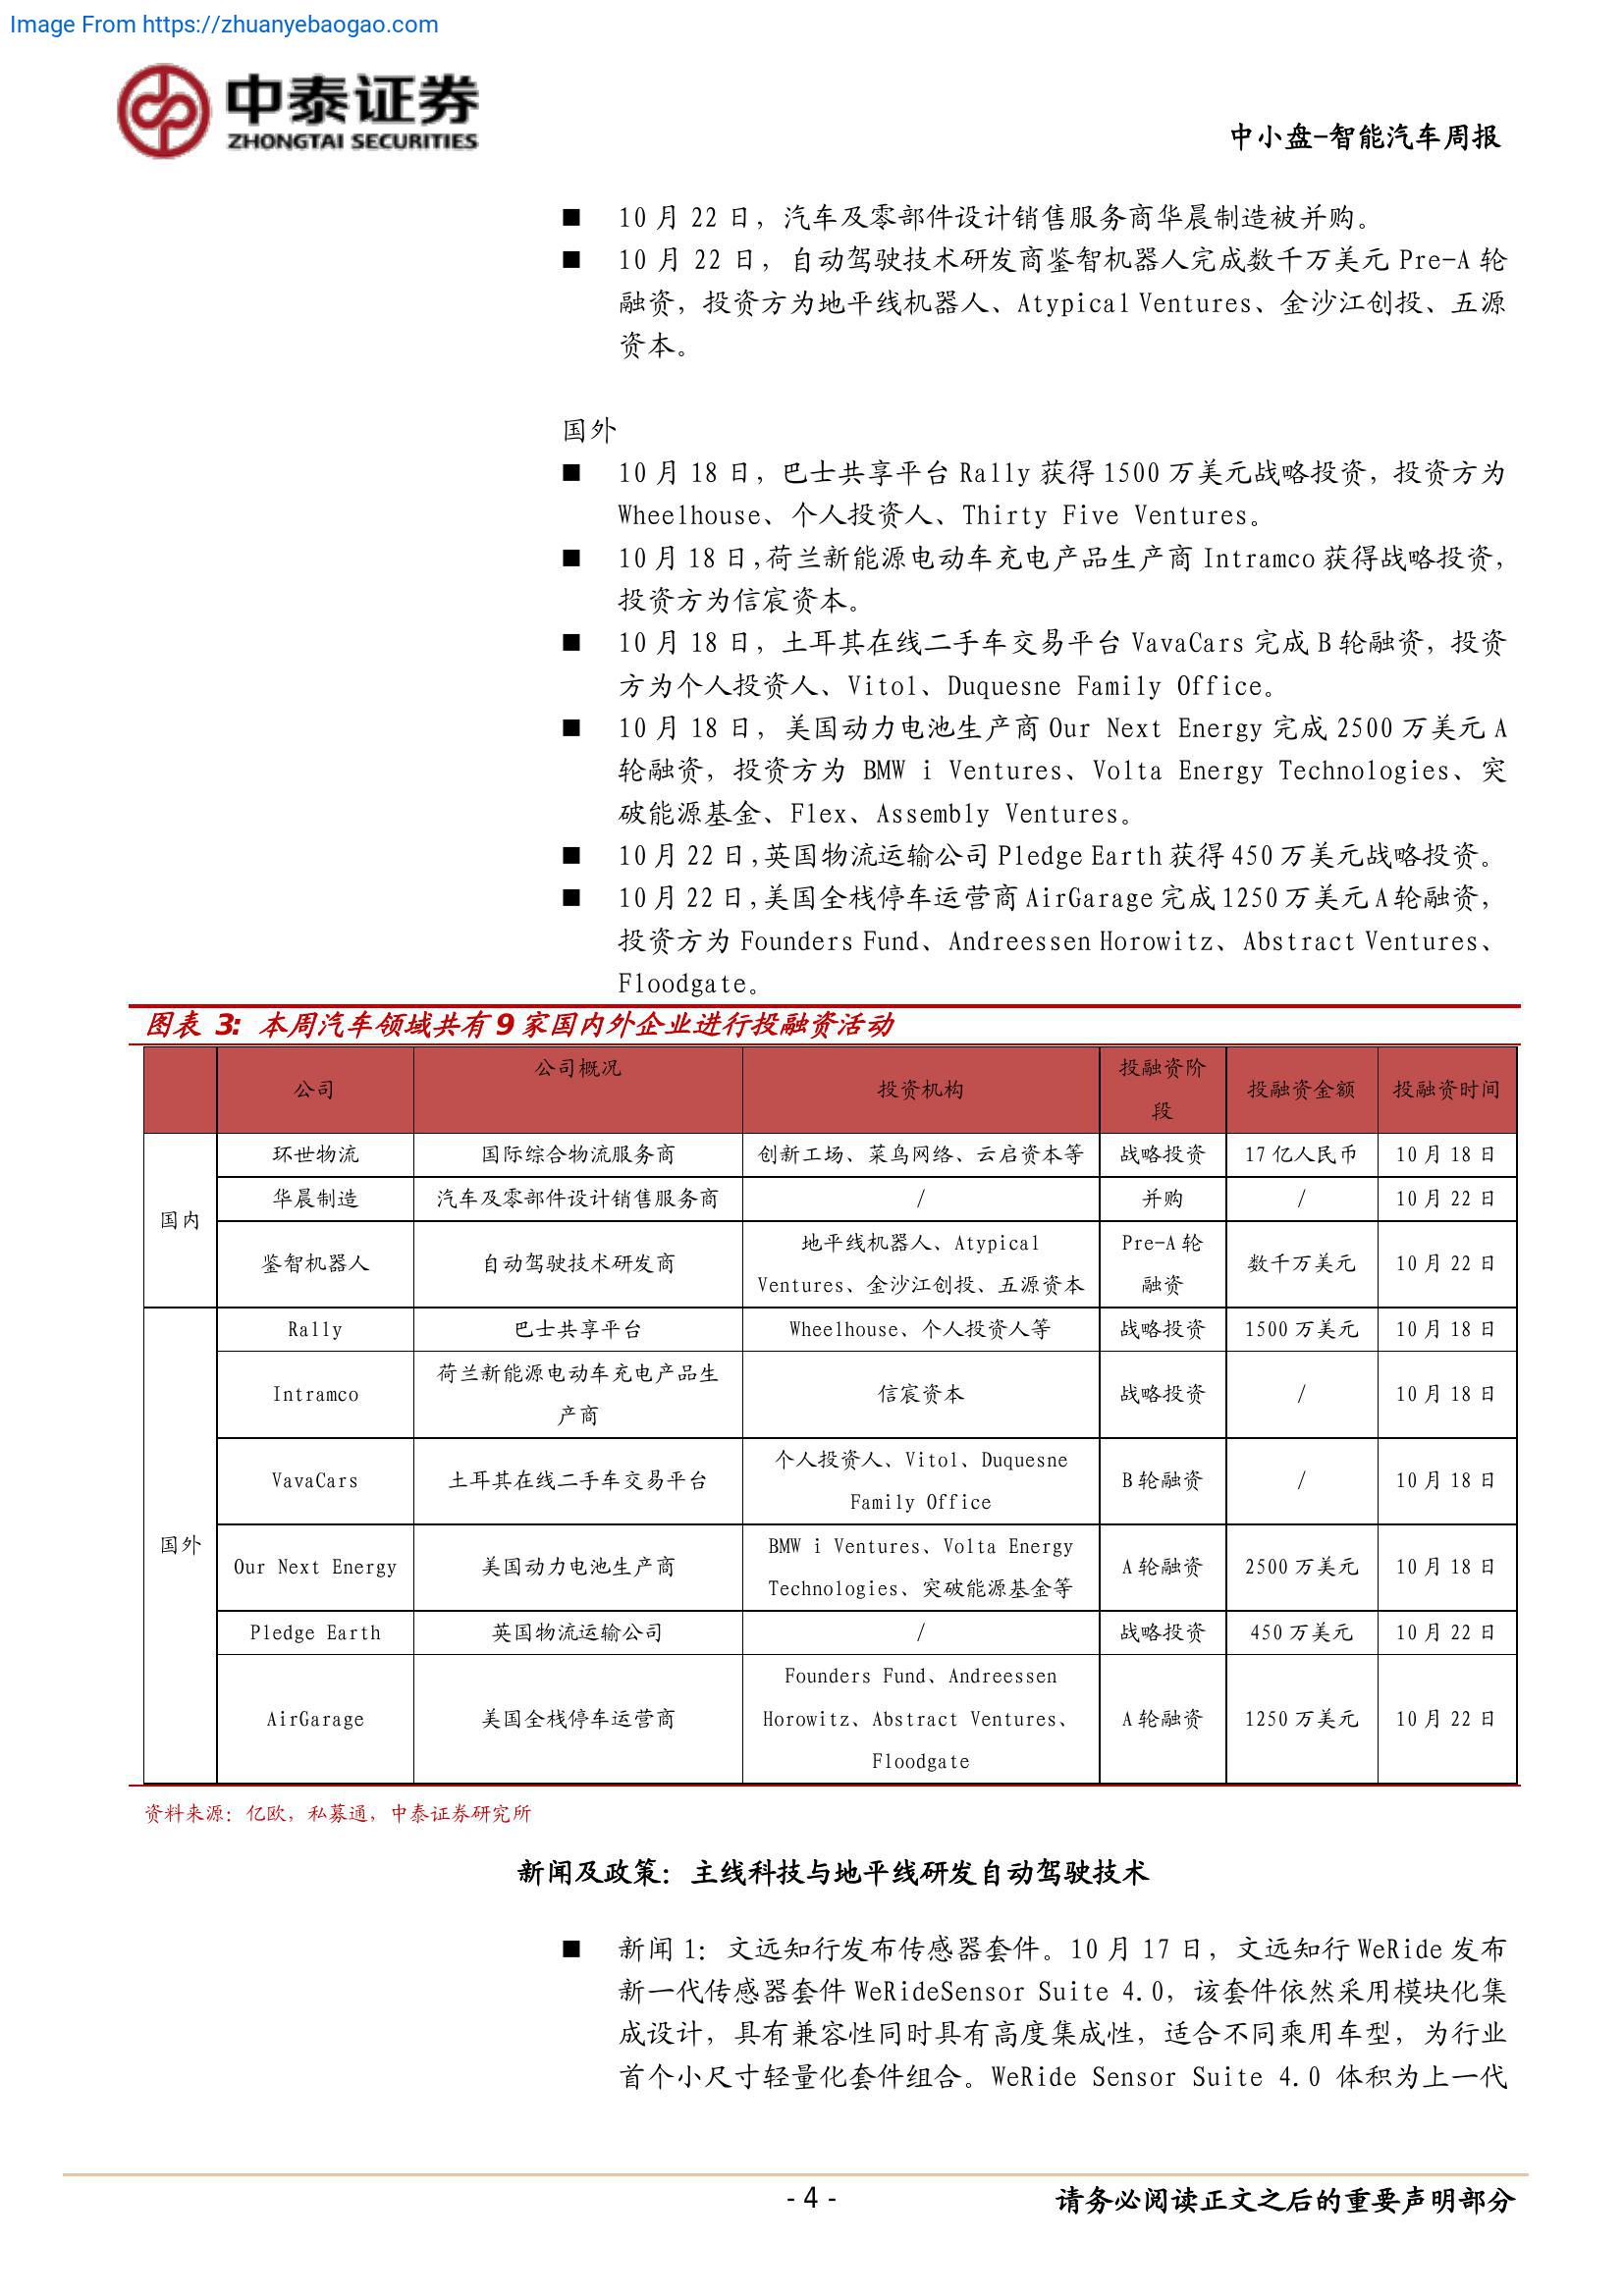 Image From https://zhuanyebaogao.com
中泰证券
ZHONGTAI SECURITIES
中小盘-智能汽车周报
■ 10 月 22 日，汽车及零部件设计销售服务商华晨制造被并购。
■ 10 月 22 日，自动驾驶技术研发商鉴智机器人完成数千万美元 Pre-A 轮
融资，投资方为地平线机器人、Atypical Ventures、金沙江创投、五源
资本。
国外
■ 10 月 18 日，巴士共享平台 Rally 获得 1500 万美元战略投资，投资方为
Wheelhouse、个人投资人、Thirty Five Ventures。
■ 10 月 18 日，荷兰新能源电动车充电产品生产商 Intramco 获得战略投资，
投资方为信宸资本。
■ 10 月 18 日，土耳其在线二手车交易平台 VavaCars 完成 B 轮融资，投资
方为个人投资人、Vitol、Duquesne Family Office。
■ 10 月 18 日，美国动力电池生产商 Our Next Energy 完成 2500 万美元 A
轮融资，投资方为 BMW i Ventures、Volta Energy Technologies、突
破能源基金、Flex、Assembly Ventures。
■ 10 月 22 日，英国物流运输公司 Pledge Earth 获得 450 万美元战略投资。
■ 10 月 22 日，美国全栈停车运营商 AirGarage 完成 1250 万美元 A 轮融资，
投资方为 Founders Fund、Andreessen Horowitz、Abstract Ventures、
Floodgate。
图表 3：本周汽车领域共有 9 家国内外企业进行投融资活动
公司 公司概况 投资机构 投融资阶段 投融资金额 投融资时间
国内
环世物流 国际综合物流服务商 创新工场、菜鸟网络、云启资本等 战略投资 17 亿人民币 10 月 18 日
华晨制造 汽车及零部件设计销售服务商 / 并购 / 10 月 22 日
鉴智机器人 自动驾驶技术研发商 地平线机器人、Atypical Ventures、金沙江创投、五源资本 Pre-A 轮融资 数千万美元 10 月 22 日
国外
Rally 巴士共享平台 Wheelhouse、个人投资人等 战略投资 1500 万美元 10 月 18 日
Intramco 荷兰新能源电动车充电产品生产商 信宸资本 战略投资 / 10 月 18 日
VavaCars 土耳其在线二手车交易平台 个人投资人、Vitol、Duquesne Family Office B 轮融资 / 10 月 18 日
Our Next Energy 美国动力电池生产商 BMW i Ventures、Volta Energy Technologies、突破能源基金等 A 轮融资 2500 万美元 10 月 18 日
Pledge Earth 英国物流运输公司 / 战略投资 450 万美元 10 月 22 日
AirGarage 美国全栈停车运营商 Founders Fund、Andreessen Horowitz、Abstract Ventures、Floodgate A 轮融资 1250 万美元 10 月 22 日
资料来源：亿欧，私募通，中泰证券研究所
新闻及政策：主线科技与地平线研发自动驾驶技术
■ 新闻 1：文远知行发布传感器套件。10 月 17 日，文远知行 WeRide 发布
新一代传感器套件 WeRideSensor Suite 4.0，该套件依然采用模块化集
成设计，具有兼容性同时具有高度集成性，适合不同乘用车型，为行业
首个小尺寸轻量化套件组合。WeRide Sensor Suite 4.0 体积为上一代
- 4 -
请务必阅读正文之后的重要声明部分